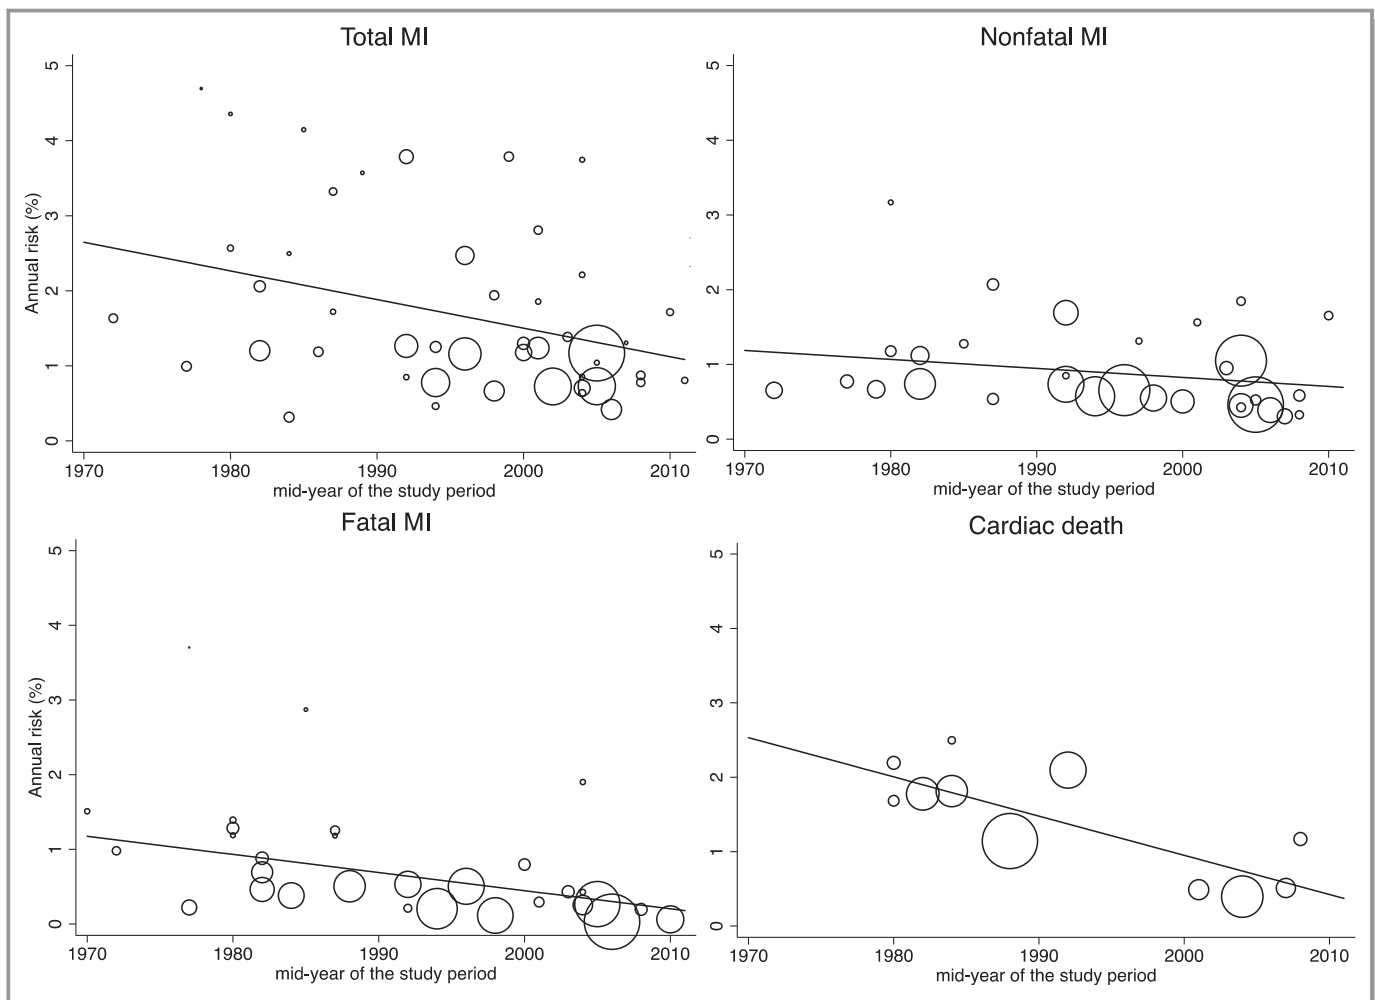 Total MI
Annual risk (%)
5
4
3
2
1
0
1970 1980 1990 2000 2010
mid-year of the study period
Nonfatal MI
5
4
3
2
1
0
1970 1980 1990 2000 2010
mid-year of the study period
Fatal MI
Annual risk (%)
5
4
3
2
1
0
1970 1980 1990 2000 2010
mid-year of the study period
Cardiac death
5
4
3
2
1
0
1970 1980 1990 2000 2010
mid-year of the study period